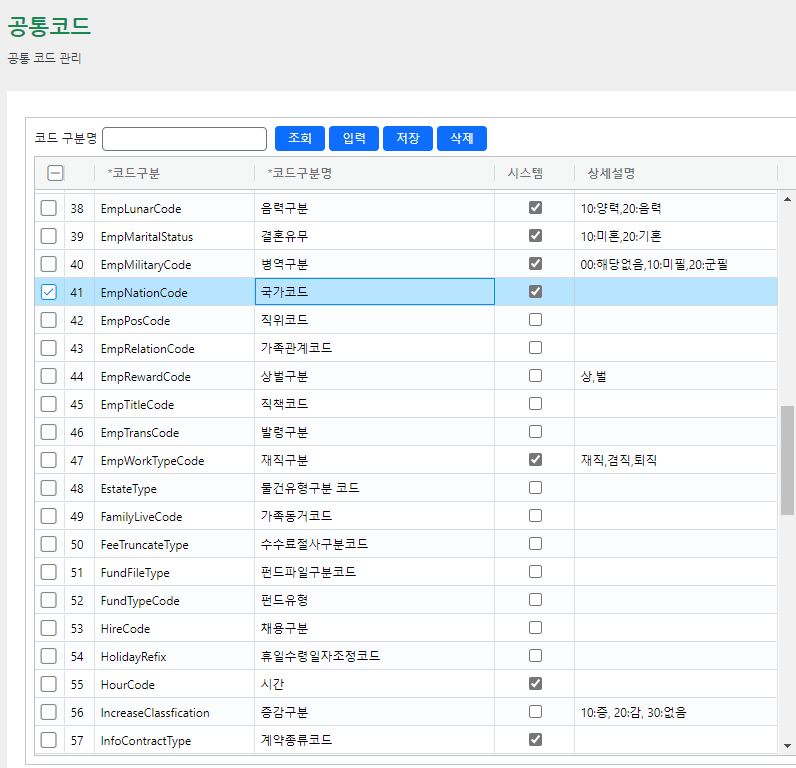 공통코드
공통 코드 관리
코드 구분명 조회 입력 저장 삭제
*코드구분 *코드구분명 시스템 상세설명
38 EmpLunarCode 음력구분 10:양력,20:음력
39 EmpMaritalStatus 결혼유무 10:미혼,20:기혼
40 EmpMilitaryCode 병역구분 00:해당없음,10:미필,20:군필
41 EmpNationCode 국가코드
42 EmpPosCode 직위코드
43 EmpRelationCode 가족관계코드
44 EmpRewardCode 상벌구분 상,벌
45 EmpTitleCode 직책코드
46 EmpTransCode 발령구분
47 EmpWorkTypeCode 재직구분 재직,겸직,퇴직
48 EstateType 물건유형구분 코드
49 FamilyLiveCode 가족동거코드
50 FeeTruncateType 수수료절사구분코드
51 FundFileType 펀드파일구분코드
52 FundTypeCode 펀드유형
53 HireCode 채용구분
54 HolidayRefix 휴일수령일자조정코드
55 HourCode 시간
56 IncreaseClassfication 증감구분 10:증, 20:감, 30:없음
57 InfoContractType 계약종류코드